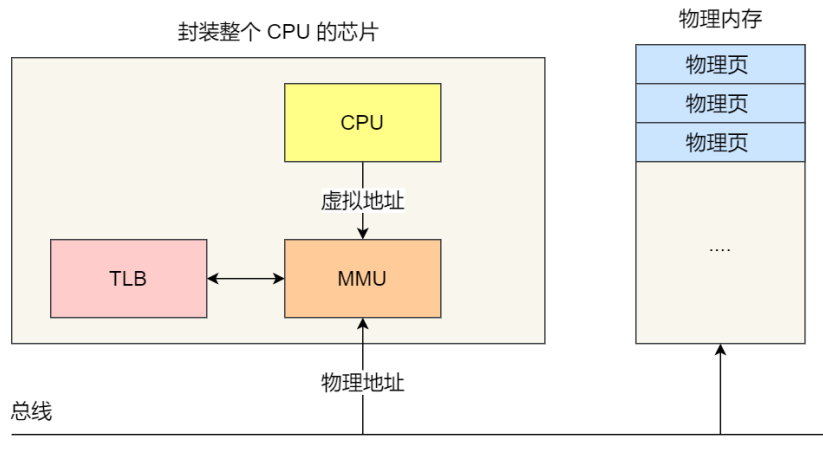 封装整个 CPU 的芯片
物理内存
物理页
物理页
物理页
CPU
虚拟地址
TLB
MMU
....
物理地址
总线